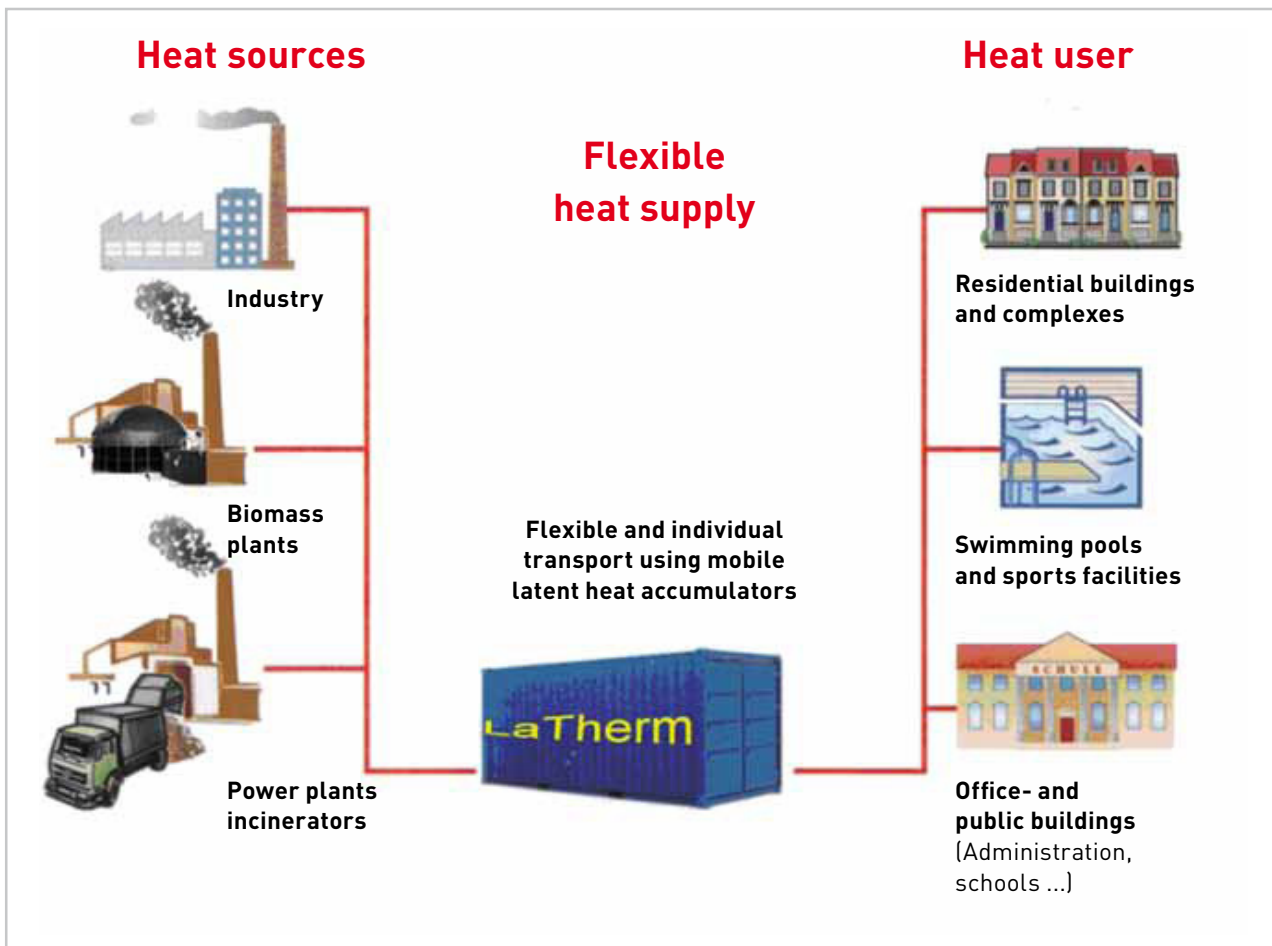 Heat sources
Heat user
Flexible
heat supply
Industry
Residential buildings
and complexes
Biomass
plants
Flexible and individual
transport using mobile
latent heat accumulators
Swimming pools
and sports facilities
SCHULE
LaTherm
Power plants
incinerators
Office- and
public buildings
(Administration,
schools ...)